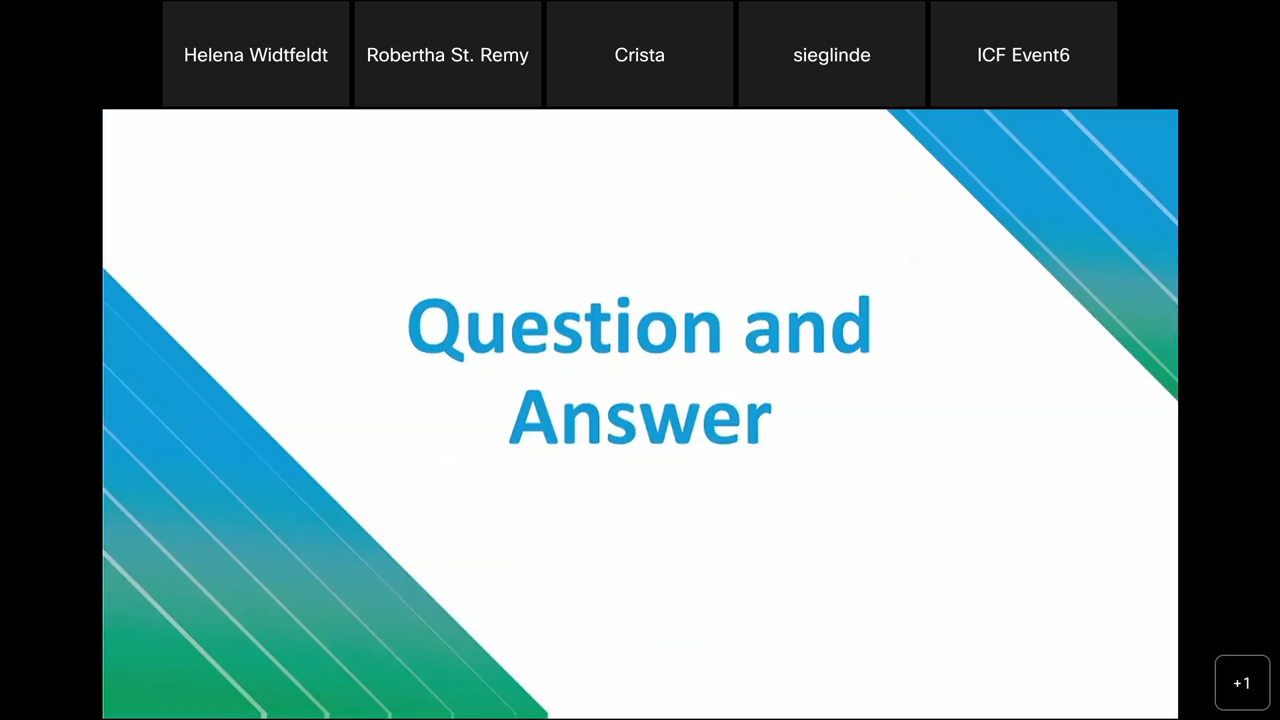 Helena Widtfeldt
Robertha St. Remy
Crista
sieglinde
ICF Event6
Question and
Answer
+1